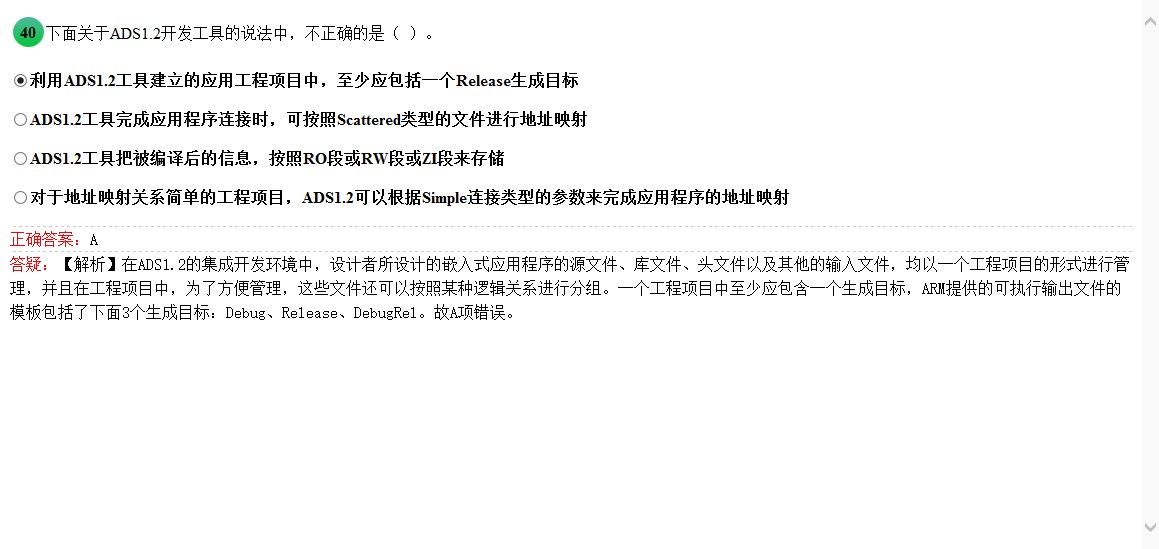 40 下面关于ADS1.2开发工具的说法中，不正确的是（ ）。
利用ADS1.2工具建立的应用工程项目中，至少应包括一个Release生成目标
ADS1.2工具完成应用程序连接时，可按照Scattered类型的文件进行地址映射
ADS1.2工具把被编译后的信息，按照RO段或RW段或ZI段来存储
对于地址映射关系简单的工程项目，ADS1.2可以根据Simple连接类型的参数来完成应用程序的地址映射
正确答案：A
答疑：【解析】在ADS1.2的集成开发环境中，设计者所设计的嵌入式应用程序的源文件、库文件、头文件以及其他的输入文件，均以一个工程项目的形式进行管
理，并且在工程项目中，为了方便管理，这些文件还可以按照某种逻辑关系进行分组。一个工程项目中至少应包含一个生成目标，ARM提供的可执行输出文件的
模板包括了下面3个生成目标：Debug、Release、DebugRel。故A项错误。